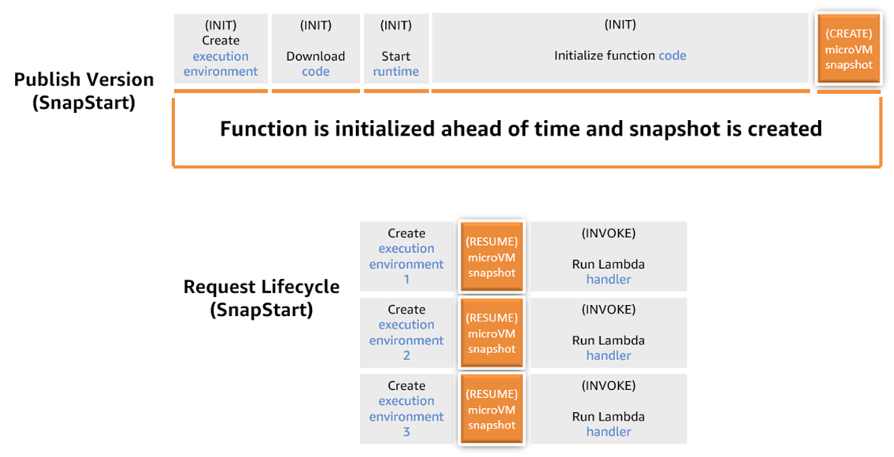 (INIT)
Create
execution
environment
(INIT)
Download
code
(INIT)
Start
runtime
(INIT)
Initialize function code
(CREATE)
microVM
snapshot
Publish Version
(SnapStart)
Function is initialized ahead of time and snapshot is created
Request Lifecycle
(SnapStart)
Create
execution
environment
1
(RESUME)
microVM
snapshot
(INVOKE)
Run Lambda
handler
Create
execution
environment
2
(RESUME)
microVM
snapshot
(INVOKE)
Run Lambda
handler
Create
execution
environment
3
(RESUME)
microVM
snapshot
(INVOKE)
Run Lambda
handler